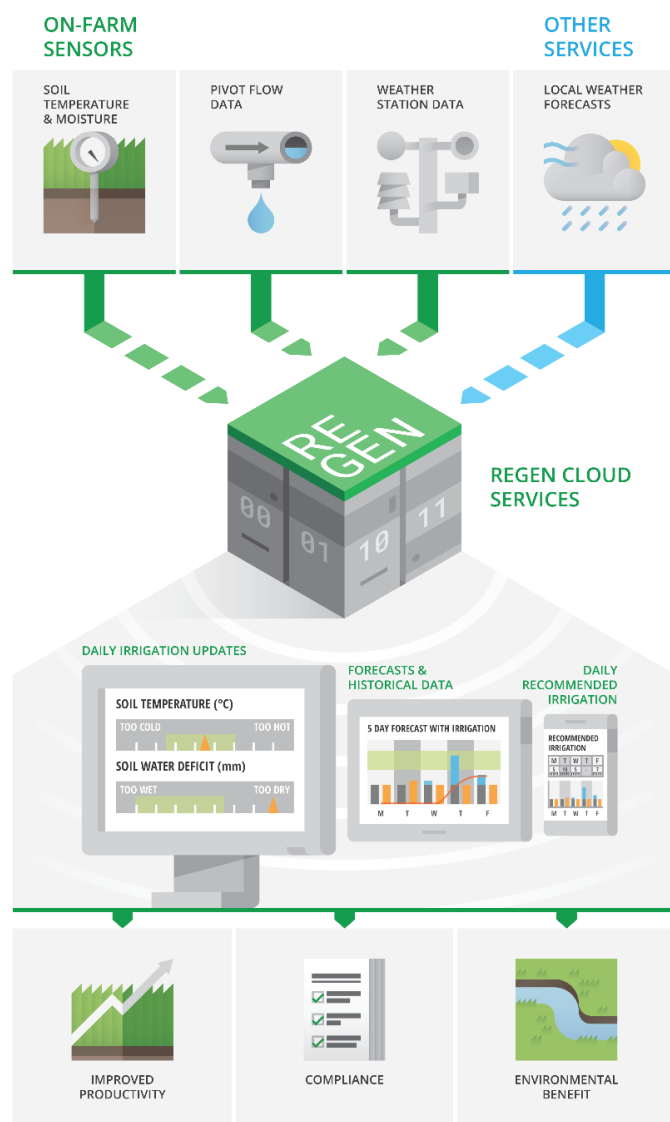 ON-FARM
SENSORS
OTHER
SERVICES
SOIL
TEMPERATURE
& MOISTURE
PIVOT FLOW
DATA
WEATHER
STATION DATA
LOCAL WEATHER
FORECASTS
RE
GEN
00
01
10
11
REGEN CLOUD
SERVICES
DAILY IRRIGATION UPDATES
SOIL TEMPERATURE (°C)
TOO COLD TOO HOT
SOIL WATER DEFICIT (mm)
TOO WET TOO DRY
FORECASTS &
HISTORICAL DATA
5 DAY FORECAST WITH IRRIGATION
M T W T F
DAILY
RECOMMENDED
IRRIGATION
RECOMMENDED
IRRIGATION
M T W T F
M T W T F
IMPROVED
PRODUCTIVITY
COMPLIANCE
ENVIRONMENTAL
BENEFIT